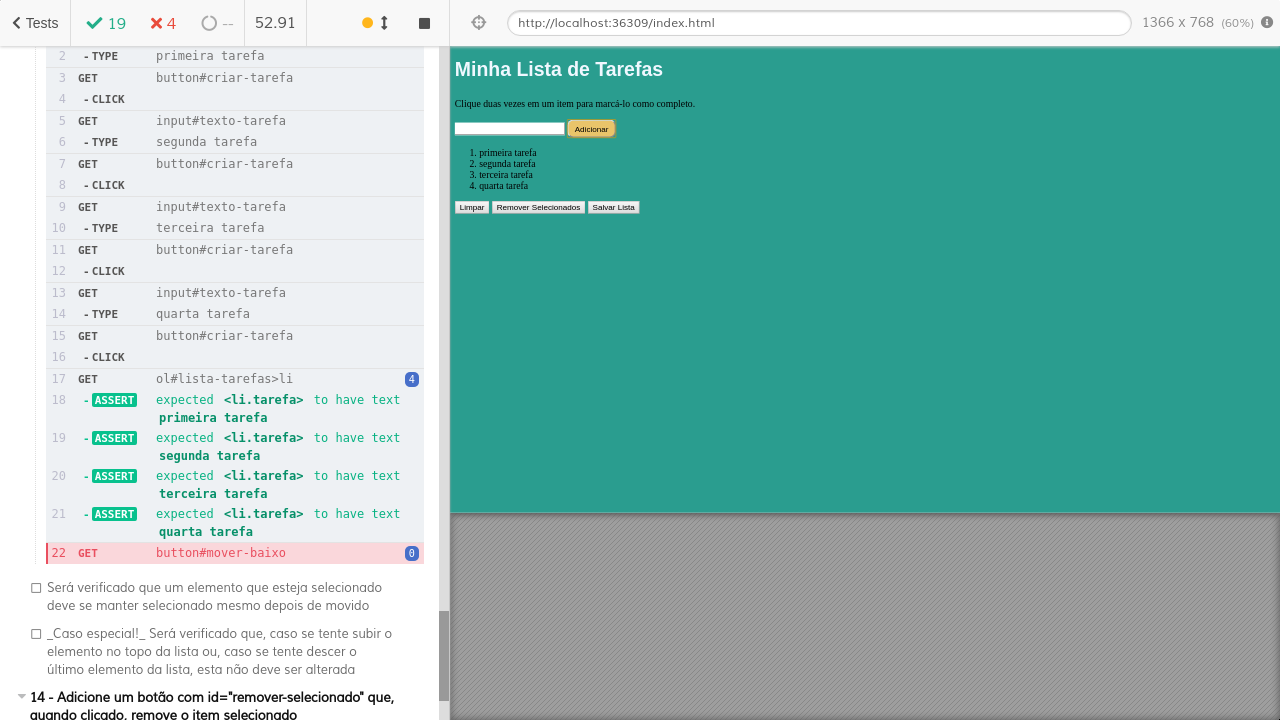 Tests
19
4
--
52.91
http://localhost:36309/index.html
1366 x 768 (60%)
2 - TYPE primeira tarefa
3 GET button#criar-tarefa
4 - CLICK
5 GET input#texto-tarefa
6 - TYPE segunda tarefa
7 GET button#criar-tarefa
8 - CLICK
9 GET input#texto-tarefa
10 - TYPE terceira tarefa
11 GET button#criar-tarefa
12 - CLICK
13 GET input#texto-tarefa
14 - TYPE quarta tarefa
15 GET button#criar-tarefa
16 - CLICK
17 GET ol#lista-tarefas>li 4
18 - ASSERT expected <li.tarefa> to have text
primeira tarefa
19 - ASSERT expected <li.tarefa> to have text
segunda tarefa
20 - ASSERT expected <li.tarefa> to have text
terceira tarefa
21 - ASSERT expected <li.tarefa> to have text
quarta tarefa
22 GET button#mover-baixo 0
Será verificado que um elemento que esteja selecionado
deve se manter selecionado mesmo depois de movido
_Caso especial!_ Será verificado que, caso se tente subir o
elemento no topo da lista ou, caso se tente descer o
último elemento da lista, esta não deve ser alterada
14 - Adicione um botão com id="remover-selecionado" que,
quando clicado, remove o item selecionado
Minha Lista de Tarefas
Clique duas vezes em um item para marcá-lo como completo.
Adicionar
1. primeira tarefa
2. segunda tarefa
3. terceira tarefa
4. quarta tarefa
Limpar Remover Selecionados Salvar Lista